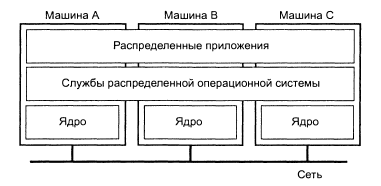 Машина A Машина B Машина C
Распределенные приложения
Службы распределенной операционной системы
Ядро Ядро Ядро
Сеть